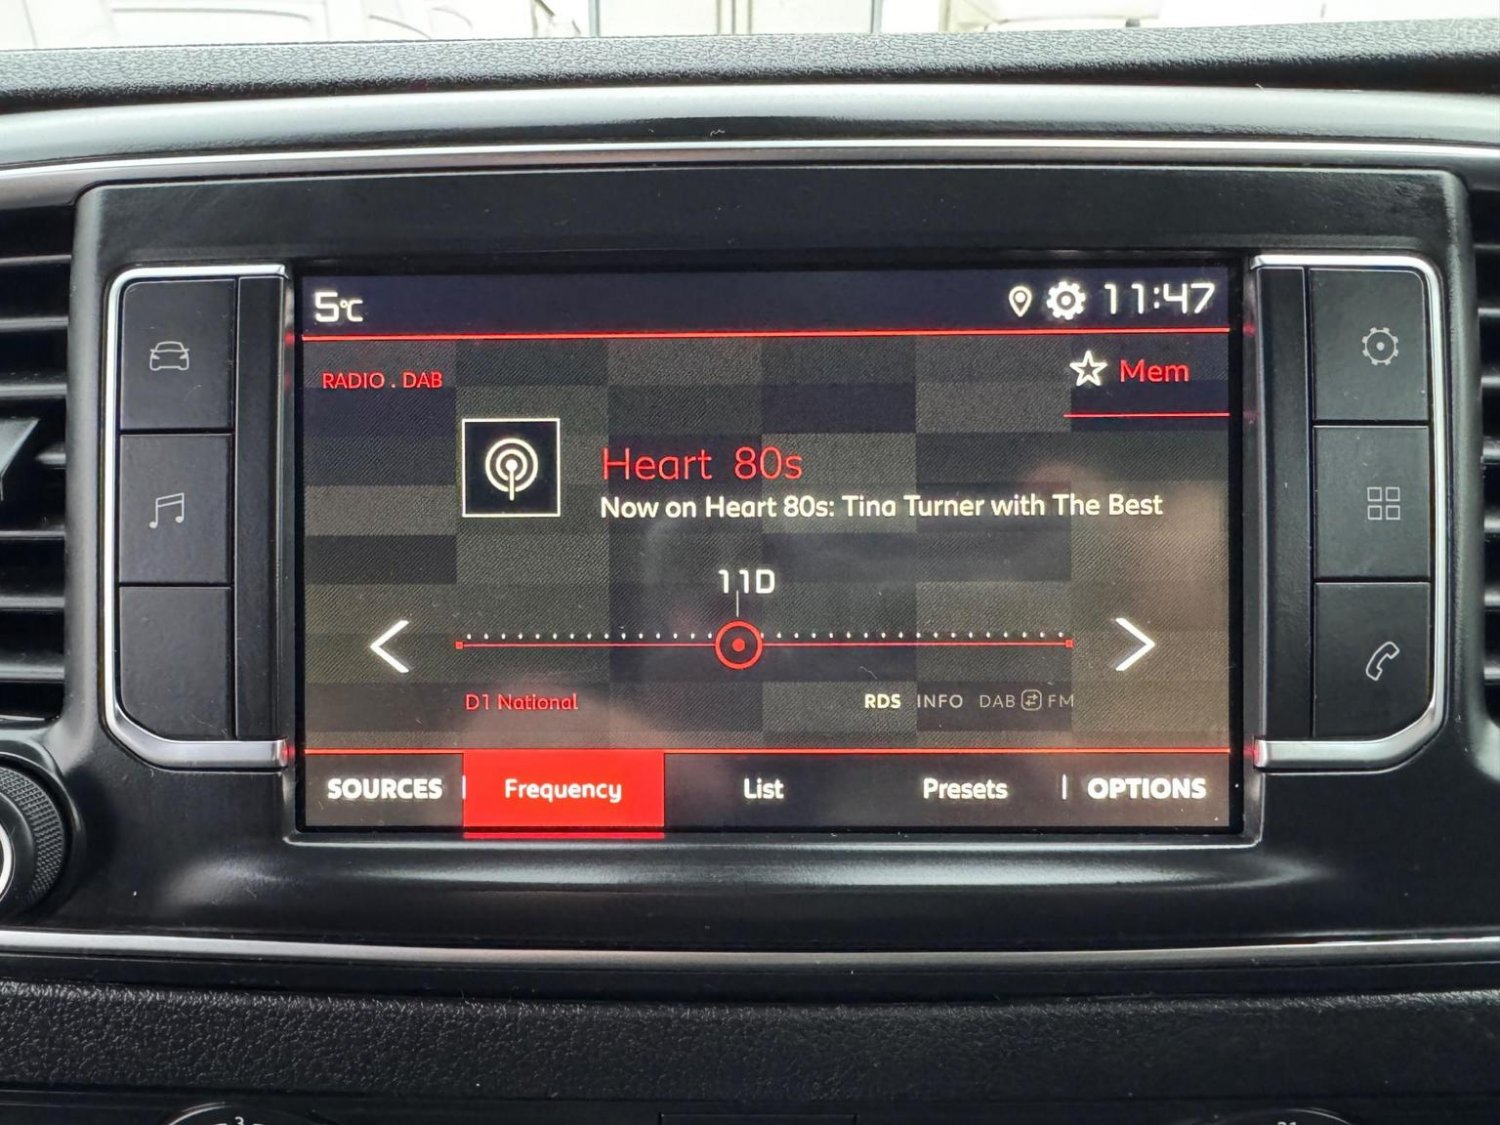 5°C
11:47
RADIO . DAB
Mem
Heart 80s
Now on Heart 80s: Tina Turner with The Best
11D
D1 National
RDS INFO DAB FM
SOURCES Frequency List Presets OPTIONS
3